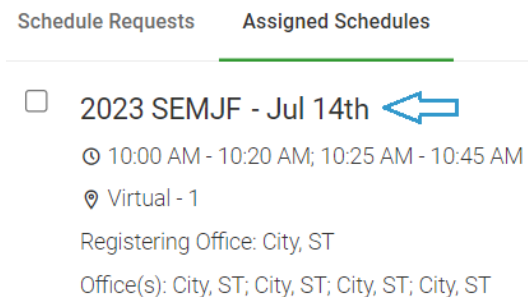 Schedule Requests Assigned Schedules
2023 SEMJF - Jul 14th
10:00 AM - 10:20 AM; 10:25 AM - 10:45 AM
Virtual - 1
Registering Office: City, ST
Office(s): City, ST; City, ST; City, ST; City, ST